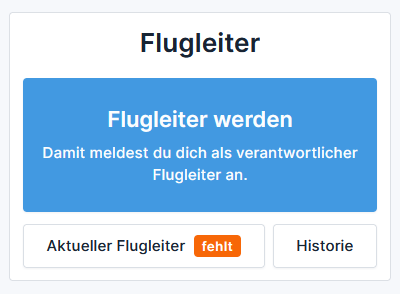 Flugleiter
Flugleiter werden
Damit meldest du dich als verantwortlicher
Flugleiter an.
Aktueller Flugleiter fehlt
Historie